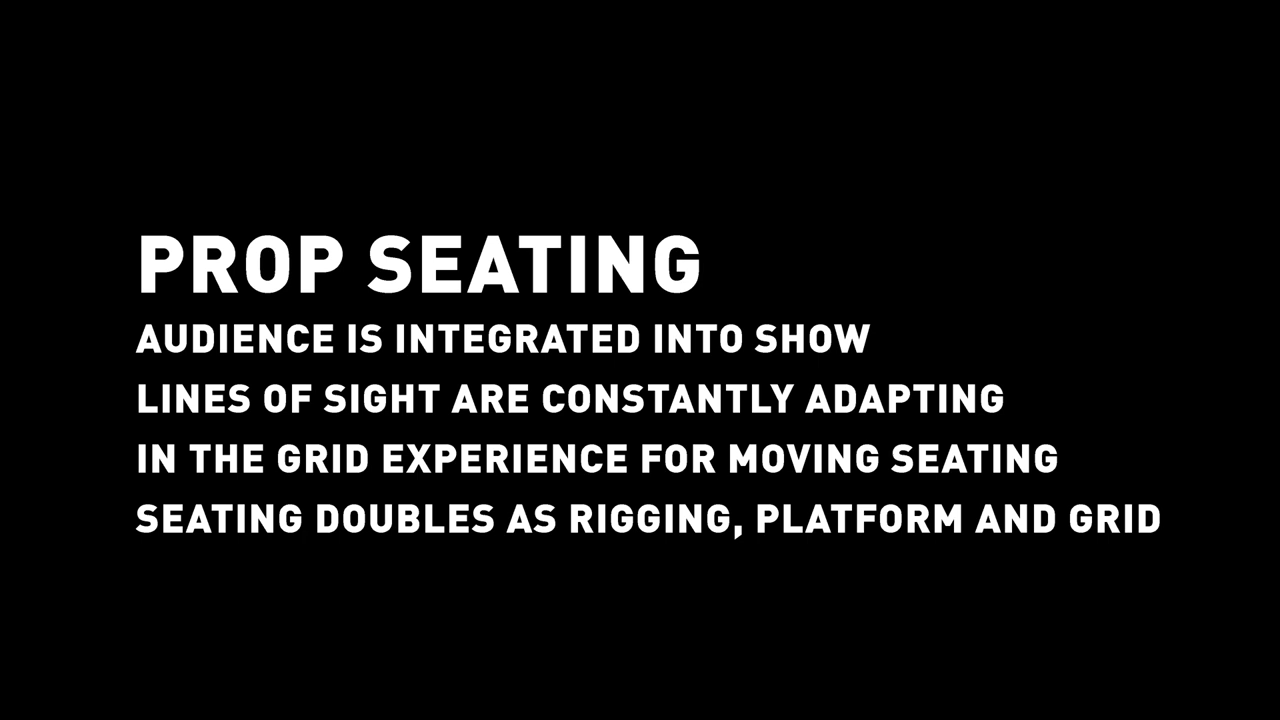 PROP SEATING
AUDIENCE IS INTEGRATED INTO SHOW
LINES OF SIGHT ARE CONSTANTLY ADAPTING
IN THE GRID EXPERIENCE FOR MOVING SEATING
SEATING DOUBLES AS RIGGING, PLATFORM AND GRID